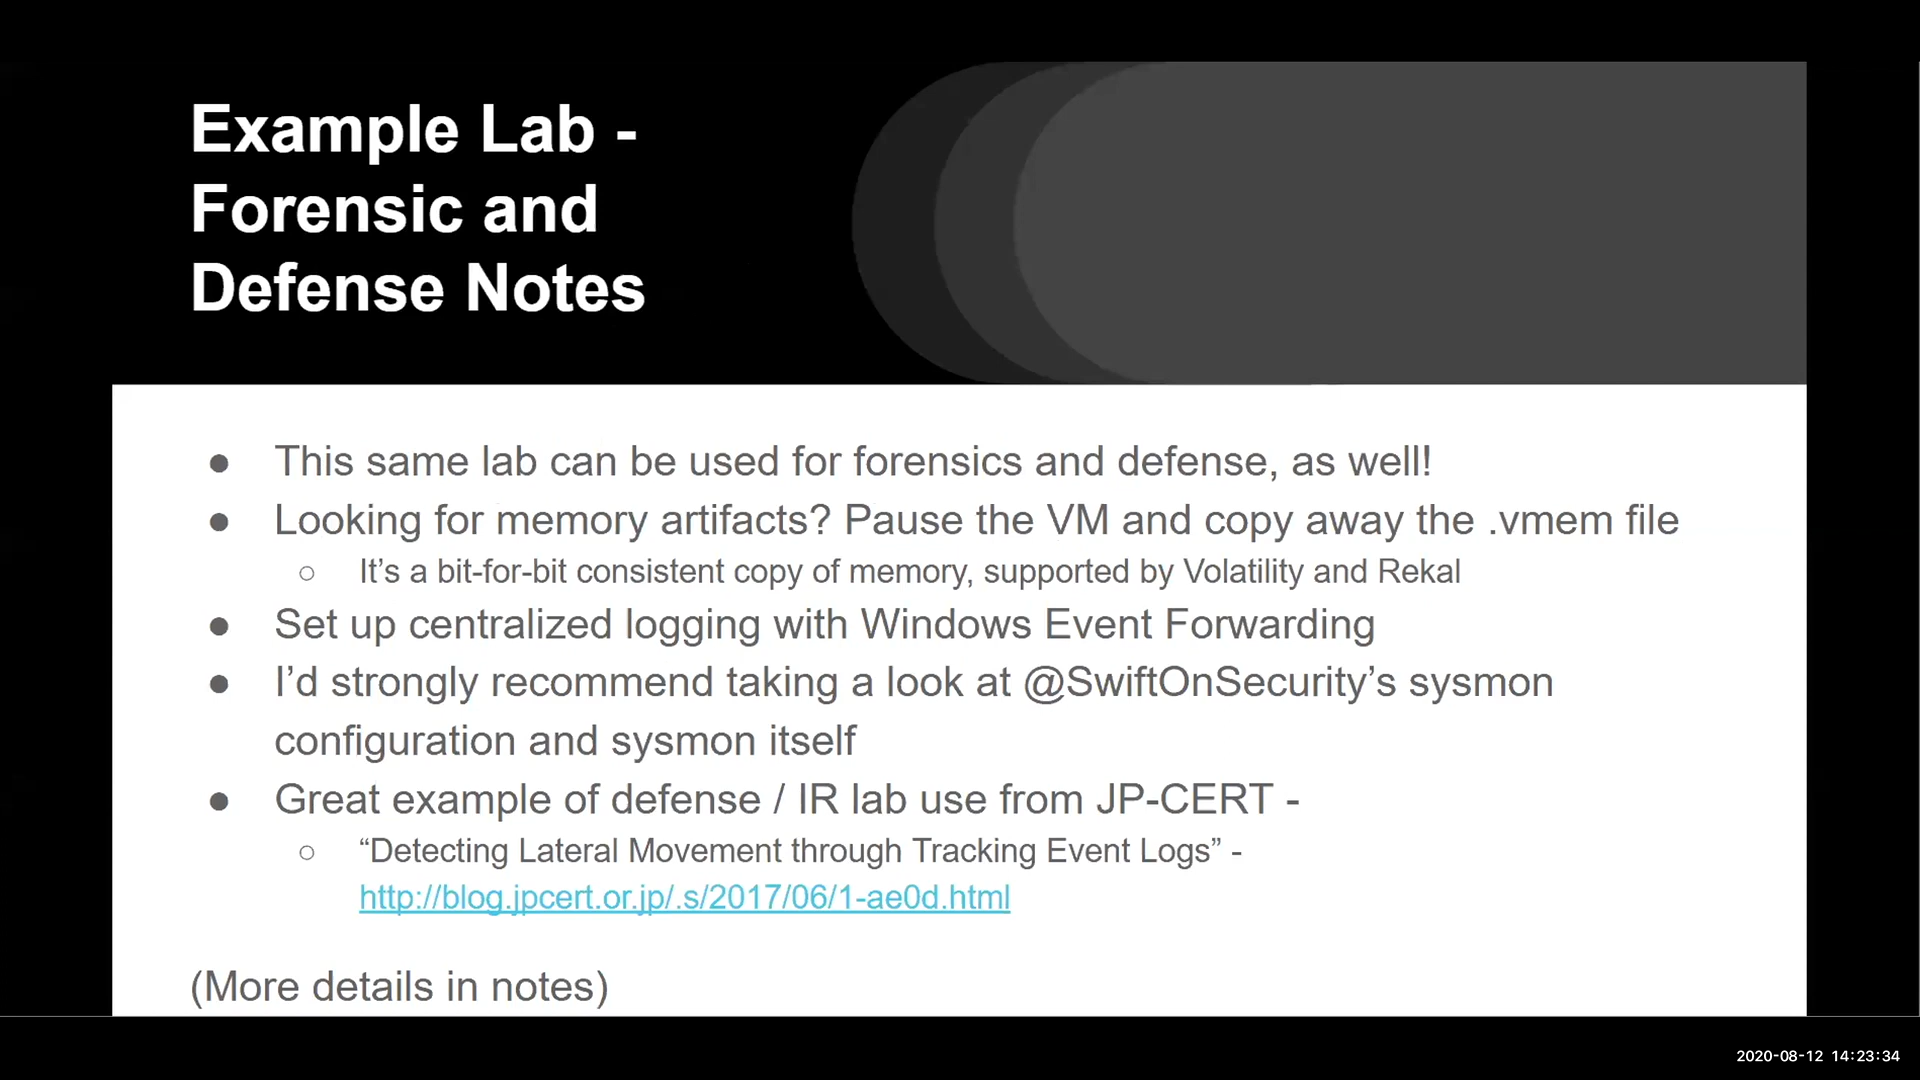 Example Lab -
Forensic and
Defense Notes
● This same lab can be used for forensics and defense, as well!
● Looking for memory artifacts? Pause the VM and copy away the .vmem file
○ It’s a bit-for-bit consistent copy of memory, supported by Volatility and Rekal
● Set up centralized logging with Windows Event Forwarding
● I’d strongly recommend taking a look at @SwiftOnSecurity’s sysmon
configuration and sysmon itself
● Great example of defense / IR lab use from JP-CERT -
○ “Detecting Lateral Movement through Tracking Event Logs” -
http://blog.jpcert.or.jp/.s/2017/06/1-ae0d.html
(More details in notes)
2020-08-12 14:23:34